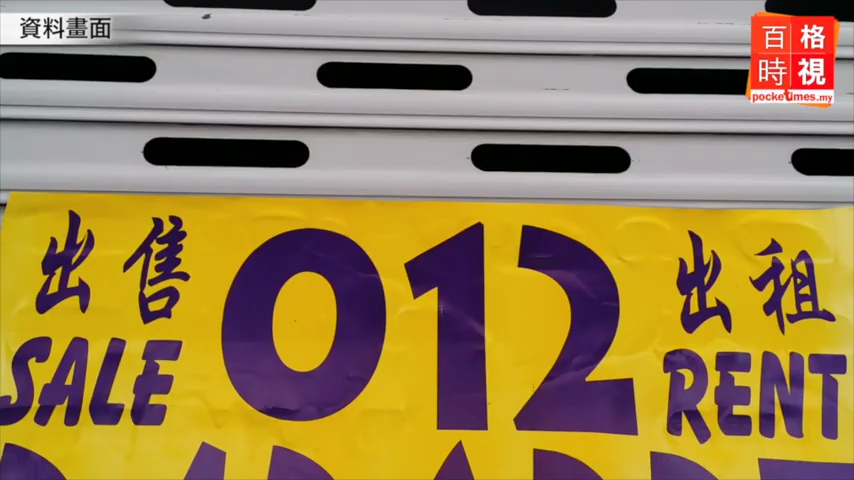 資料畫面
百格
時視
pocketimes.my
出售 012 出租
SALE RENT